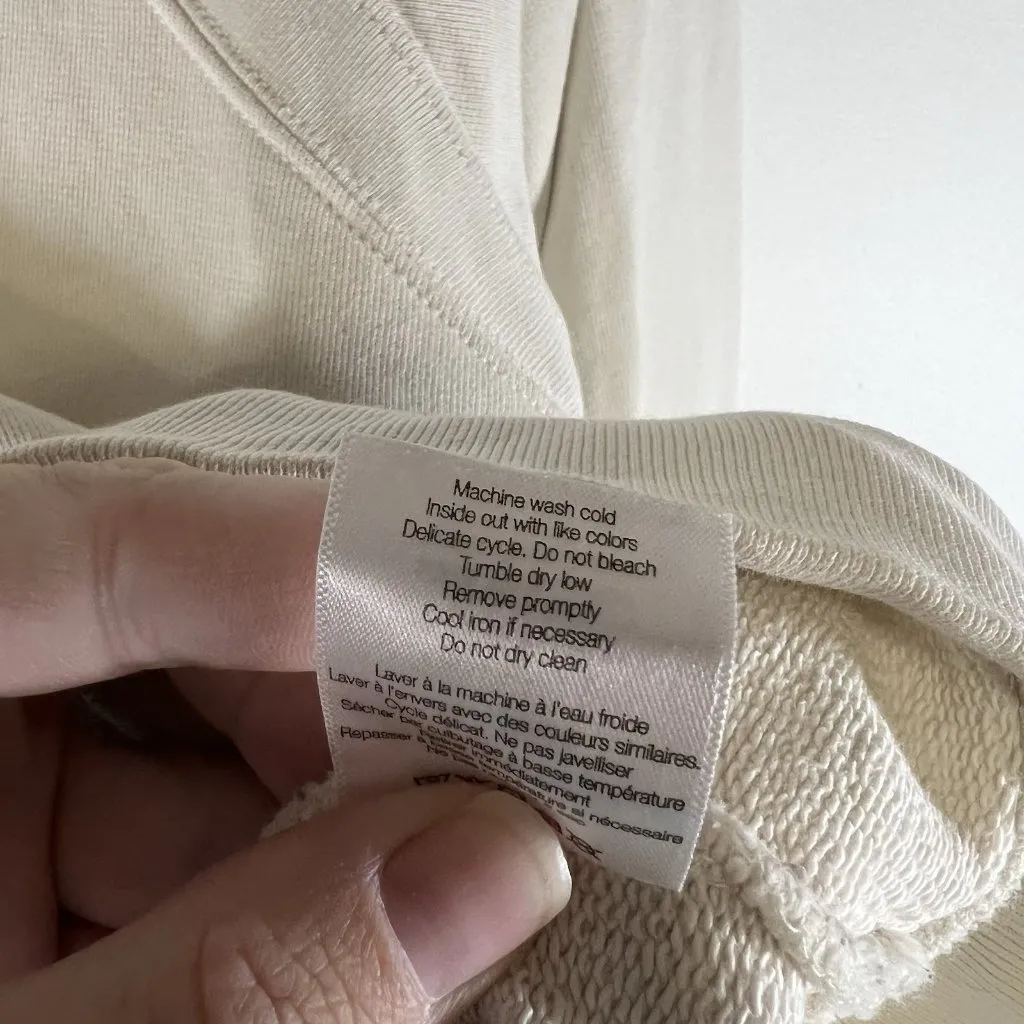 Machine wash cold
Inside out with like colors
Delicate cycle. Do not bleach
Tumble dry low
Remove promptly
Cool iron if necessary
Do not dry clean
Laver à la machine à l'eau froide
Laver à l'envers avec des couleurs similaires.
Cycle délicat. Ne pas javelliser
Sécher par culbutage à basse température
immédiatement
Repasser à température si nécessaire
Ne pas